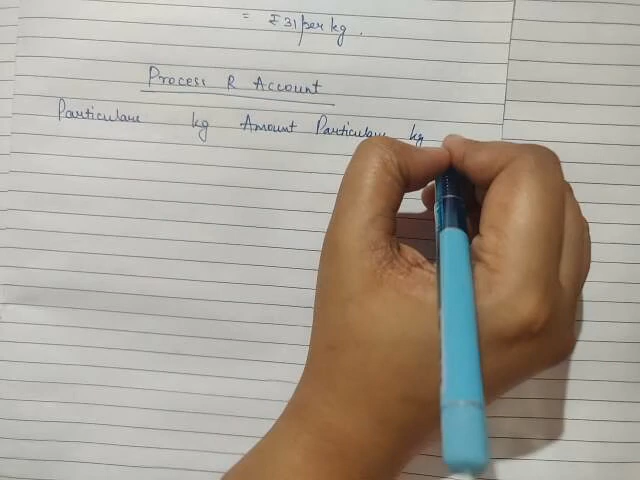 = ₹31/per kg.
Process R Account
Particulars kg Amount Particulars kg